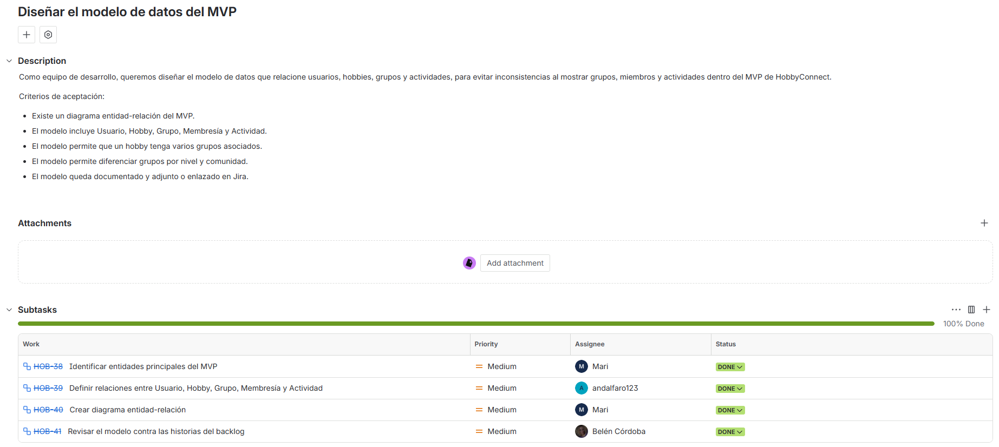 Diseñar el modelo de datos del MVP
Description
Como equipo de desarrollo, queremos diseñar el modelo de datos que relacione usuarios, hobbies, grupos y actividades, para evitar inconsistencias al mostrar grupos, miembros y actividades dentro del MVP de HobbyConnect.
Criterios de aceptación:
Existe un diagrama entidad-relación del MVP.
El modelo incluye Usuario, Hobby, Grupo, Membresía y Actividad.
El modelo permite que un hobby tenga varios grupos asociados.
El modelo permite diferenciar grupos por nivel y comunidad.
El modelo queda documentado y adjunto o enlazado en Jira.
Attachments
Add attachment
Subtasks
100% Done
Work Priority Assignee Status
HOB-38 Identificar entidades principales del MVP Medium M Mari DONE
HOB-39 Definir relaciones entre Usuario, Hobby, Grupo, Membresía y Actividad Medium A andalfaro123 DONE
HOB-40 Crear diagrama entidad-relación Medium M Mari DONE
HOB-41 Revisar el modelo contra las historias del backlog Medium Belén Córdoba DONE